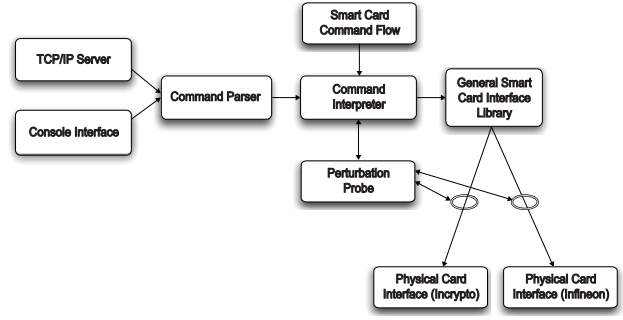 Smart Card
Command Flow
TCP/IP Server
Command Parser
Command
Interpreter
General Smart
Card Interface
Library
Console Interface
Perturbation
Probe
Physical Card
Interface (Incrypto)
Physical Card
Interface (Infineon)